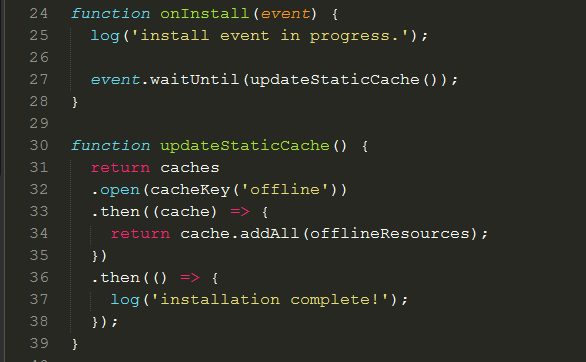 24 function onInstall(event) {
25   log('install event in progress.');
26
27   event.waitUntil(updateStaticCache());
28 }
29
30 function updateStaticCache() {
31   return caches
32   .open(cacheKey('offline'))
33   .then((cache) => {
34     return cache.addAll(offlineResources);
35   })
36   .then(() => {
37     log('installation complete!');
38   });
39 }